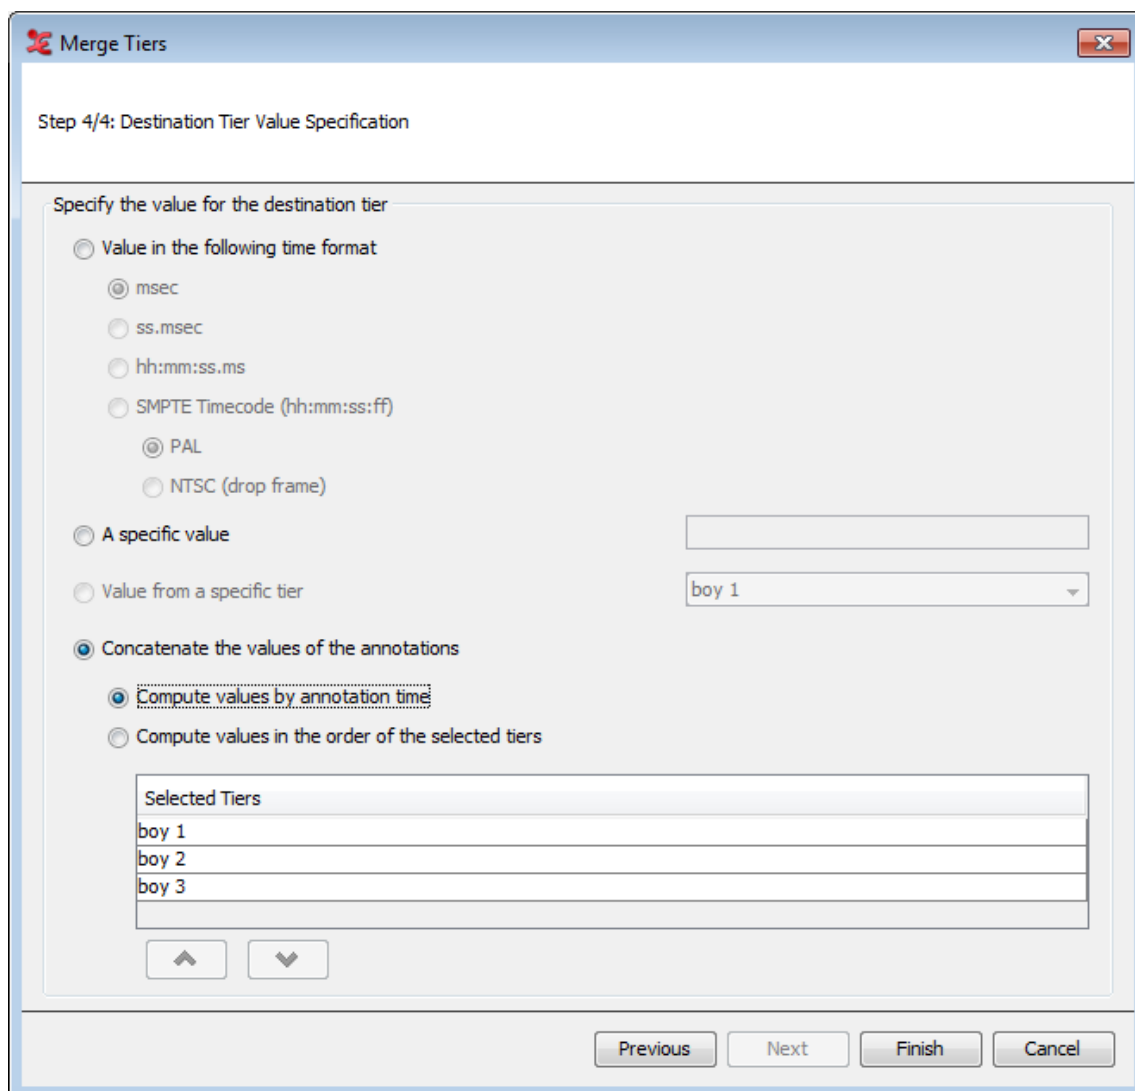 Merge Tiers
Step 4/4: Destination Tier Value Specification
Specify the value for the destination tier
Value in the following time format
msec
ss.msec
hh:mm:ss.ms
SMPTE Timecode (hh:mm:ss:ff)
PAL
NTSC (drop frame)
A specific value
Value from a specific tier boy 1
Concatenate the values of the annotations
Compute values by annotation time
Compute values in the order of the selected tiers
Selected Tiers
boy 1
boy 2
boy 3
Previous Next Finish Cancel